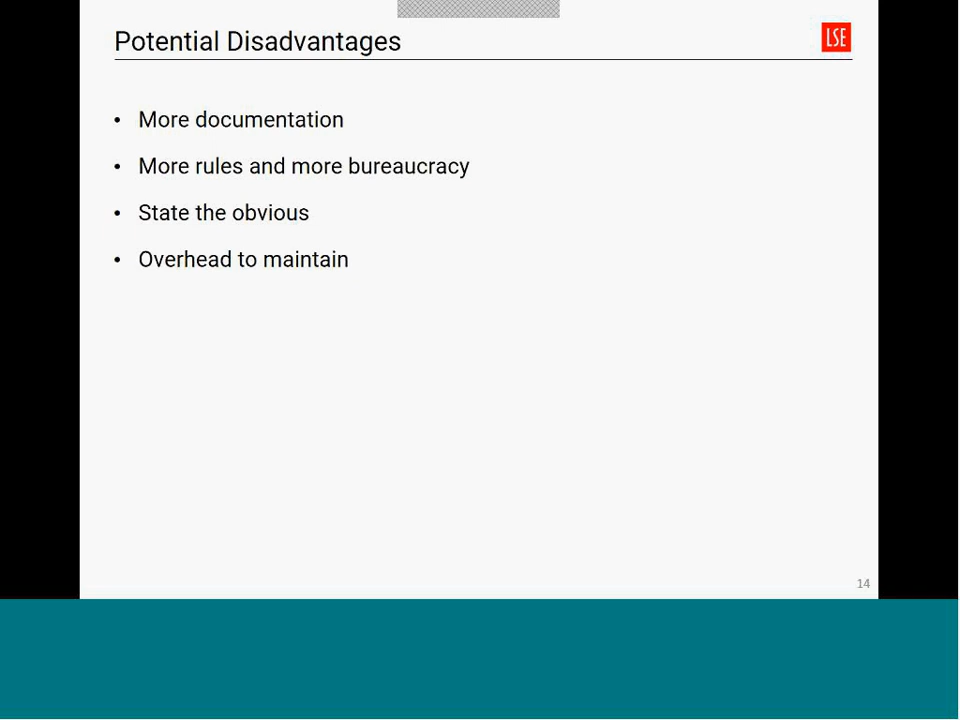 Potential Disadvantages
LSE
• More documentation
• More rules and more bureaucracy
• State the obvious
• Overhead to maintain
14